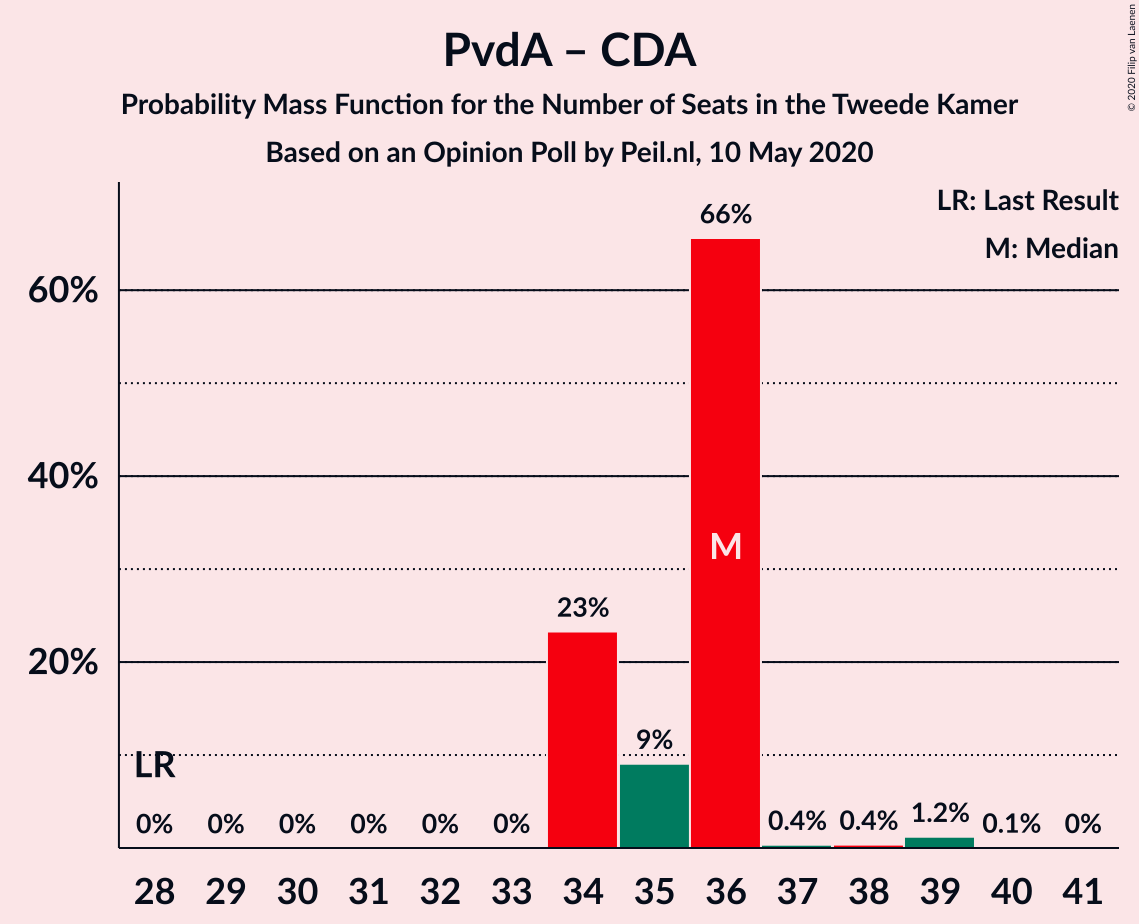 PvdA – CDA
Probability Mass Function for the Number of Seats in the Tweede Kamer
Based on an Opinion Poll by Peil.nl, 10 May 2020
© 2020 Filip van Laenen
LR: Last Result
M: Median
66%
60%
40%
M
23%
20%
9%
LR
0% 0% 0% 0% 0% 0% 0.4% 0.4% 1.2% 0.1% 0%
28 29 30 31 32 33 34 35 36 37 38 39 40 41